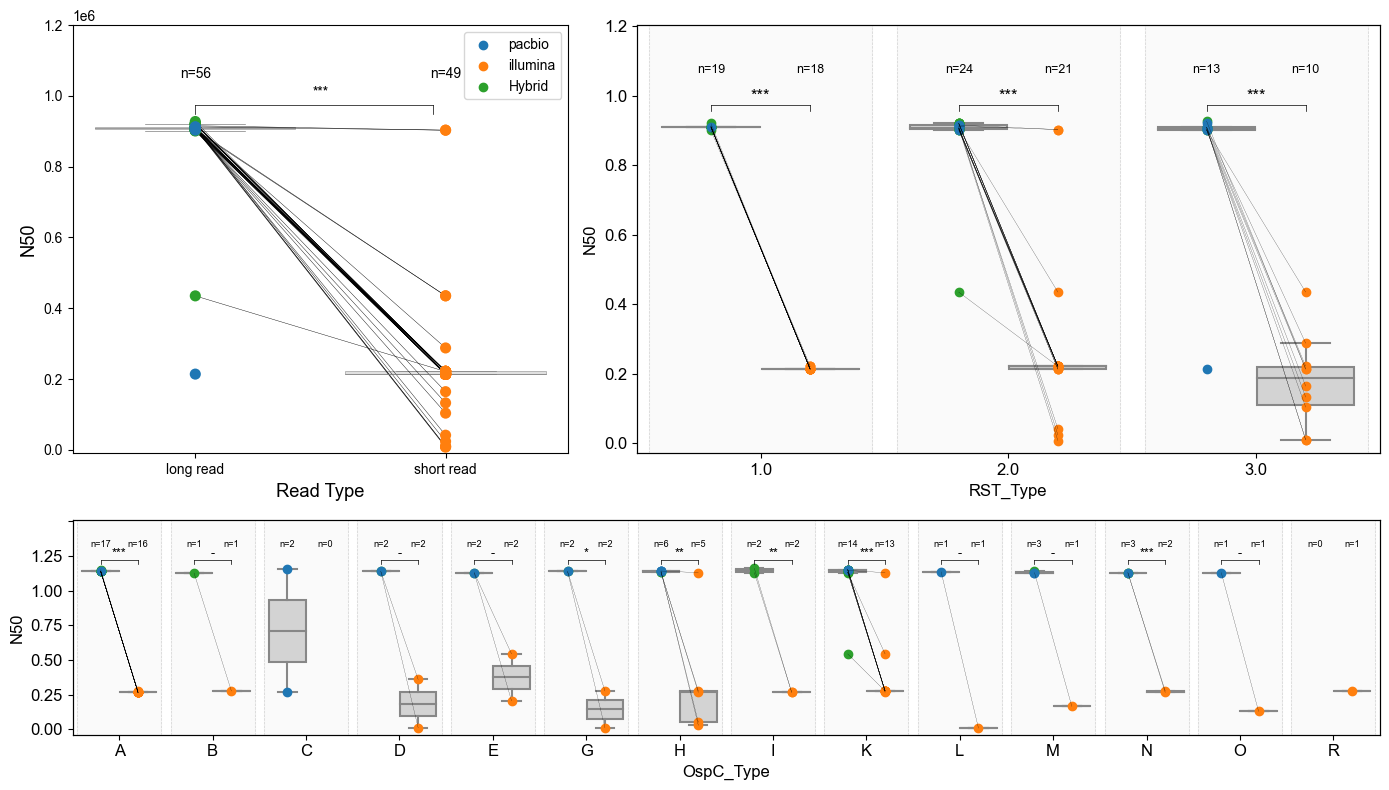 1e6
1.2
1.0
0.8
0.6
0.4
0.2
0.0
N50
n=56
n=49
***
pacbio
illumina
Hybrid
long read
short read
Read Type
1.2
1.0
0.8
0.6
0.4
0.2
0.0
N50
n=19
n=18
n=24
n=21
n=13
n=10
***
***
***
1.0
2.0
3.0
RST_Type
1.25
1.00
0.75
0.50
0.25
0.00
N50
n=17 n=16 n=1 n=1 n=2 n=0 n=2 n=2 n=2 n=2 n=2 n=2 n=6 n=5 n=2 n=2 n=14 n=13 n=1 n=1 n=3 n=1 n=3 n=2 n=1 n=1 n=0 n=1
*** - - - * ** ** *** - - *** -
A B C D E G H I K L M N O R
OspC_Type